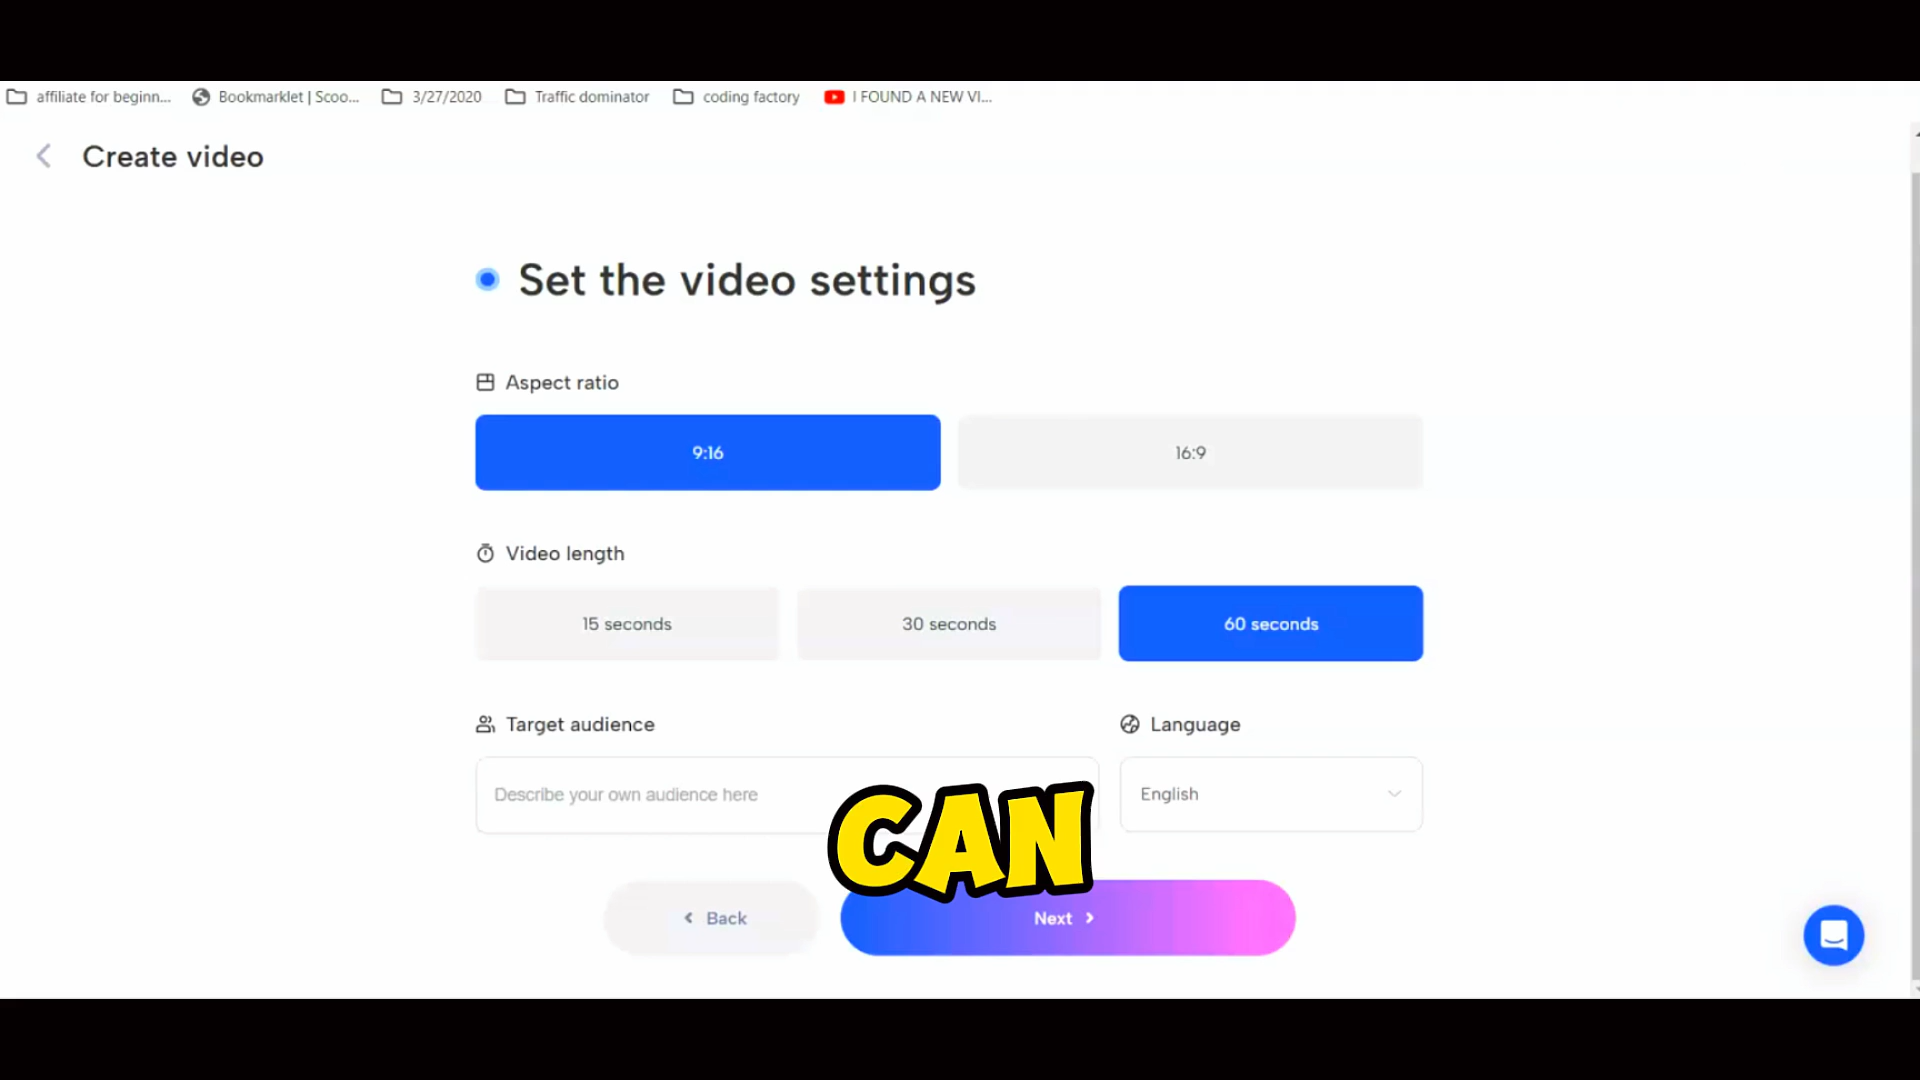 affiliate for beginn... Bookmarklet | Scoo... 3/27/2020 Traffic dominator coding factory I FOUND A NEW VI...
Create video
Set the video settings
Aspect ratio
9:16 16:9
Video length
15 seconds 30 seconds 60 seconds
Target audience Language
Describe your own audience here English
CAN
Back Next